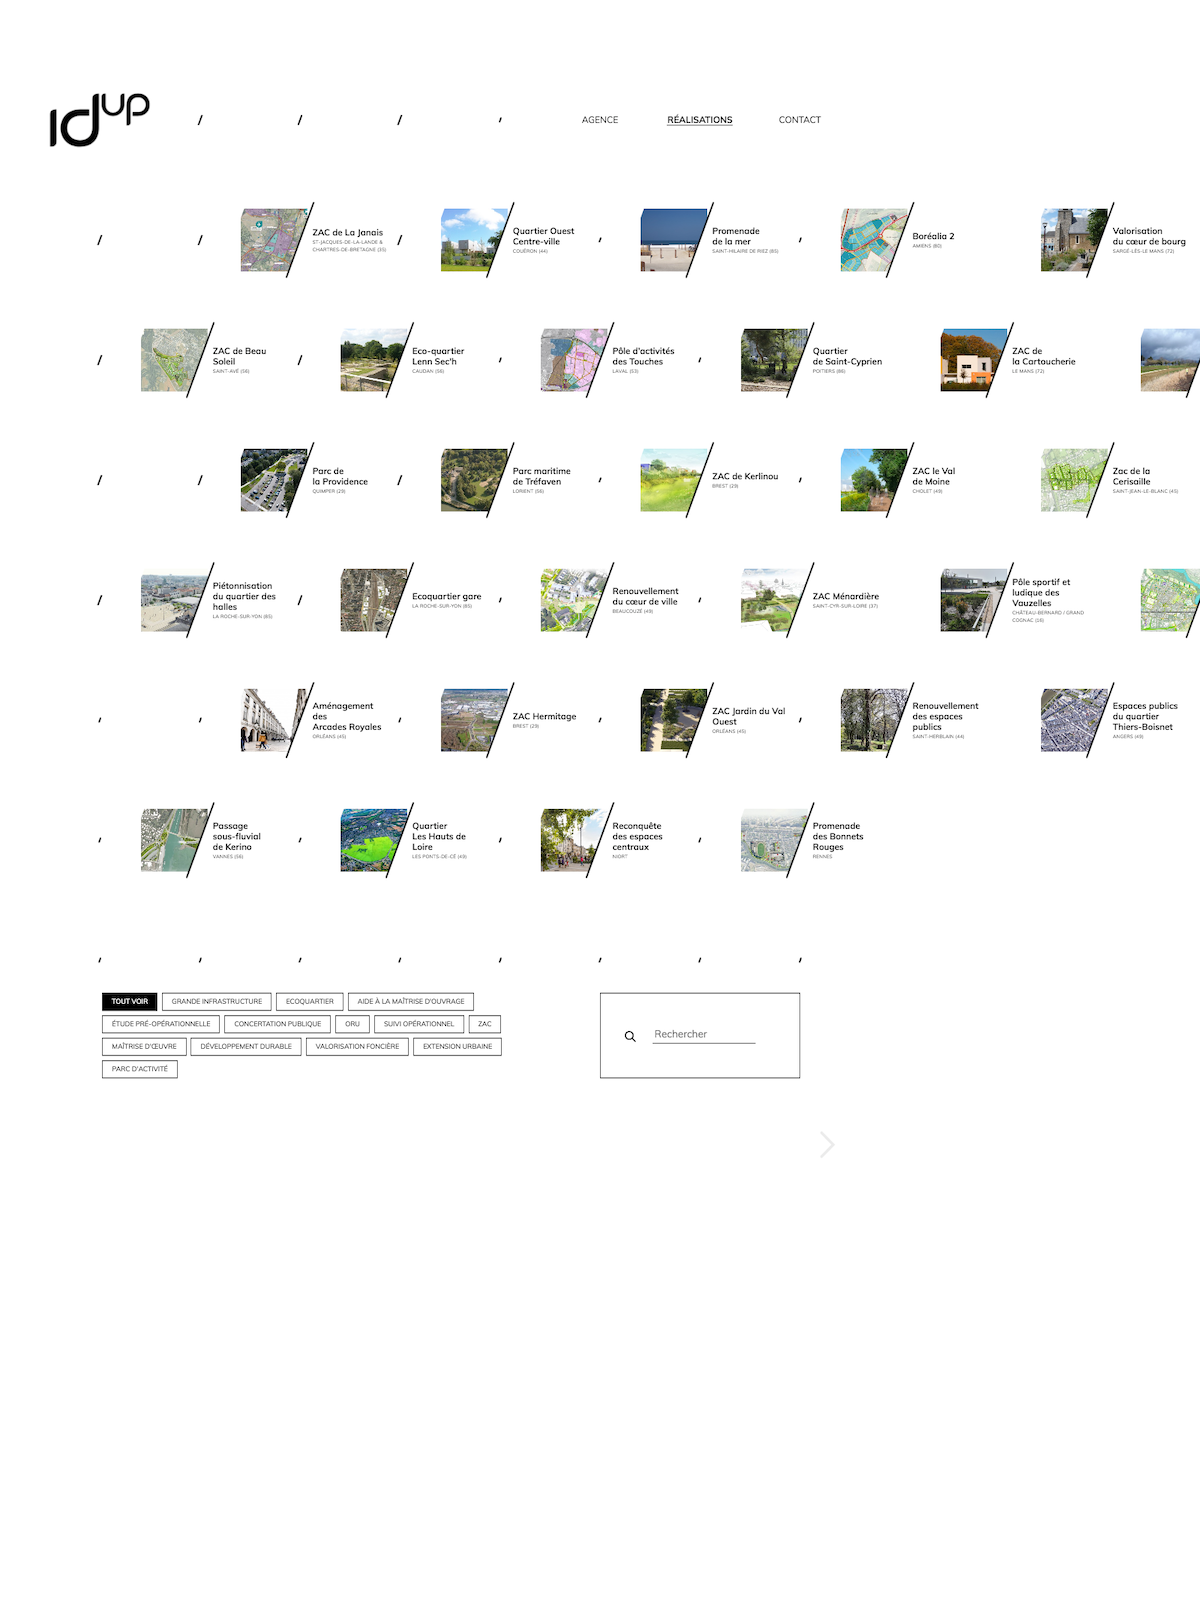 Idup
AGENCE
RÉALISATIONS
CONTACT
ZAC de La Janais
ST-JACQUES-DE-LA-LANDE &
CHARTRES-DE-BRETAGNE (35)
Quartier Ouest
Centre-ville
COUËRON (44)
Promenade
de la mer
SAINT-HILAIRE DE RIEZ (85)
Boréalia 2
AMIENS (80)
Valorisation
du cœur de bourg
SARGÉ-LÈS-LE MANS (72)
ZAC de Beau
Soleil
SAINT-AVÉ (56)
Eco-quartier
Lenn Sec'h
CAUDAN (56)
Pôle d'activités
des Touches
LAVAL (53)
Quartier
de Saint-Cyprien
POITIERS (86)
ZAC de
la Cartoucherie
LE MANS (72)
Parc de
la Providence
QUIMPER (29)
Parc maritime
de Tréfaven
LORIENT (56)
ZAC de Kerlinou
BREST (29)
ZAC le Val
de Moine
CHOLET (49)
Zac de la
Cerisaille
SAINT-JEAN-LE-BLANC (45)
Piétonnisation
du quartier des
halles
LA ROCHE-SUR-YON (85)
Ecoquartier gare
LA ROCHE-SUR-YON (85)
Renouvellement
du cœur de ville
BEAUCOUZÉ (49)
ZAC Ménardière
SAINT-CYR-SUR-LOIRE (37)
Pôle sportif et
ludique des
Vauzelles
CHÂTEAU-BERNARD / GRAND
COGNAC (16)
Aménagement
des
Arcades Royales
ORLÉANS (45)
ZAC Hermitage
BREST (29)
ZAC Jardin du Val
Ouest
ORLÉANS (45)
Renouvellement
des espaces
publics
SAINT-HERBLAIN (44)
Espaces publics
du quartier
Thiers-Boisnet
ANGERS (49)
Passage
sous-fluvial
de Kerino
VANNES (56)
Quartier
Les Hauts de
Loire
LES PONTS-DE-CÉ (49)
Reconquête
des espaces
centraux
NIORT
Promenade
des Bonnets
Rouges
RENNES
TOUT VOIR
GRANDE INFRASTRUCTURE
ECOQUARTIER
AIDE À LA MAÎTRISE D'OUVRAGE
ÉTUDE PRÉ-OPÉRATIONNELLE
CONCERTATION PUBLIQUE
ORU
SUIVI OPÉRATIONNEL
ZAC
MAÎTRISE D'ŒUVRE
DÉVELOPPEMENT DURABLE
VALORISATION FONCIÈRE
EXTENSION URBAINE
PARC D'ACTIVITÉ
Rechercher